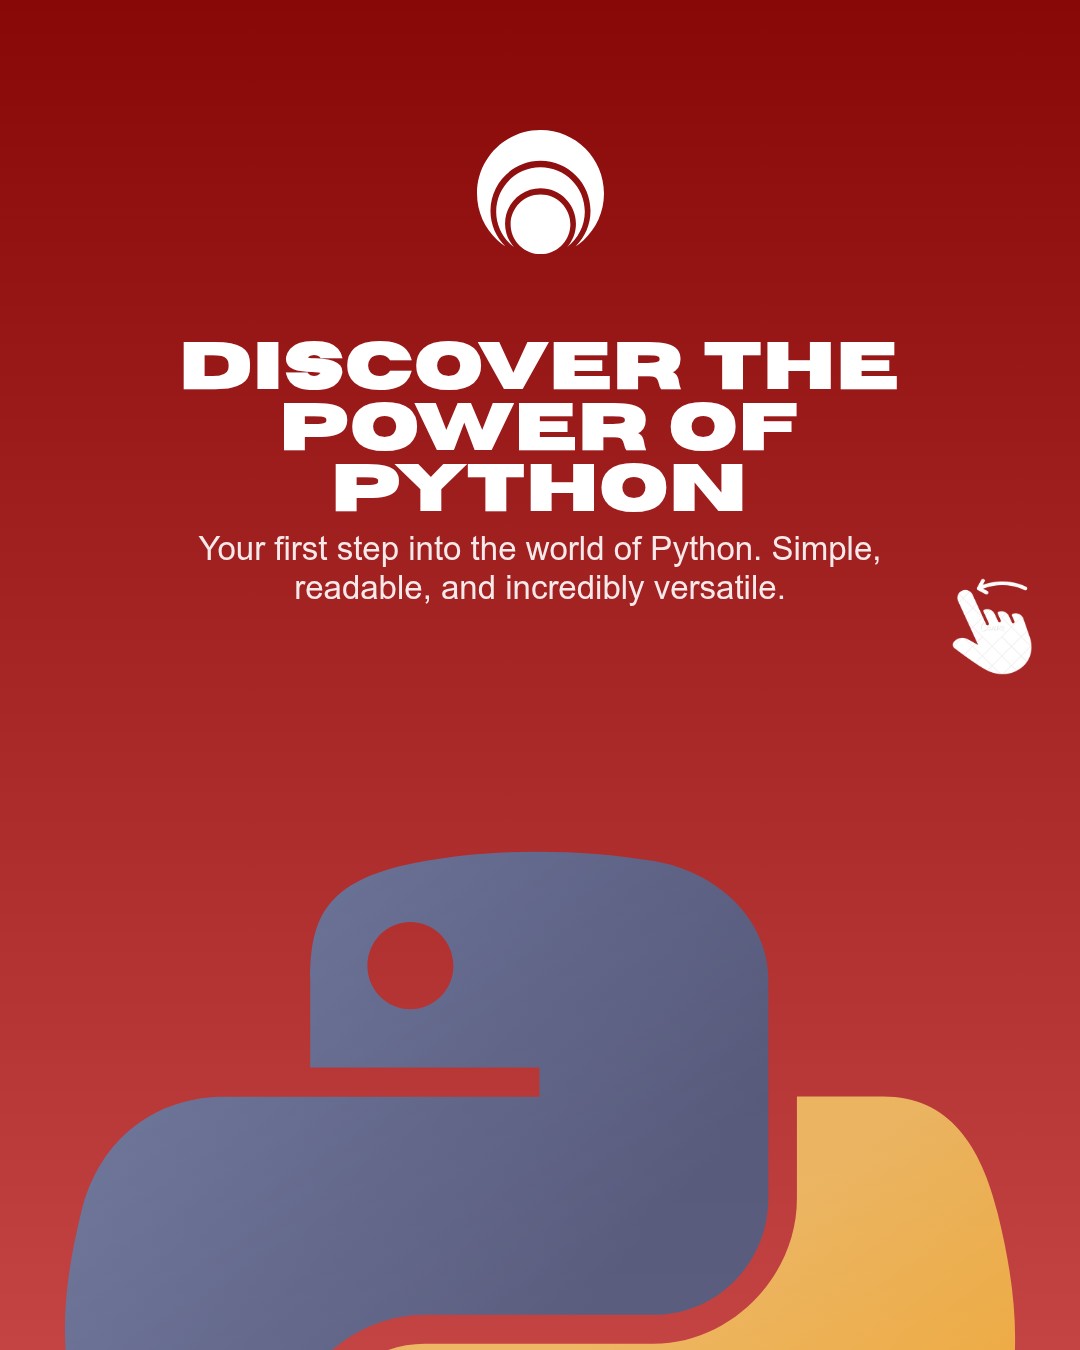 DISCOVER THE
POWER OF
PYTHON
Your first step into the world of Python. Simple,
readable, and incredibly versatile.